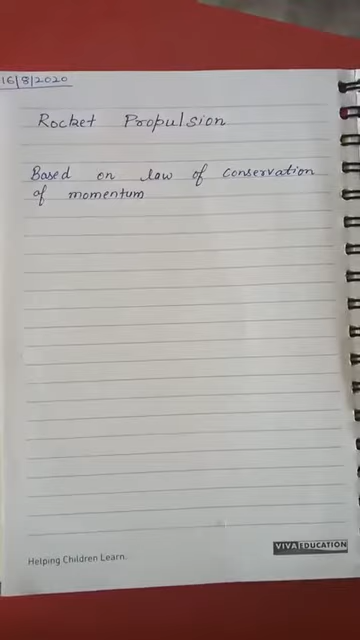 16/8/2020
Rocket Propulsion
Based on law of conservation
of momentum
Helping Children Learn.
VIVA EDUCATION